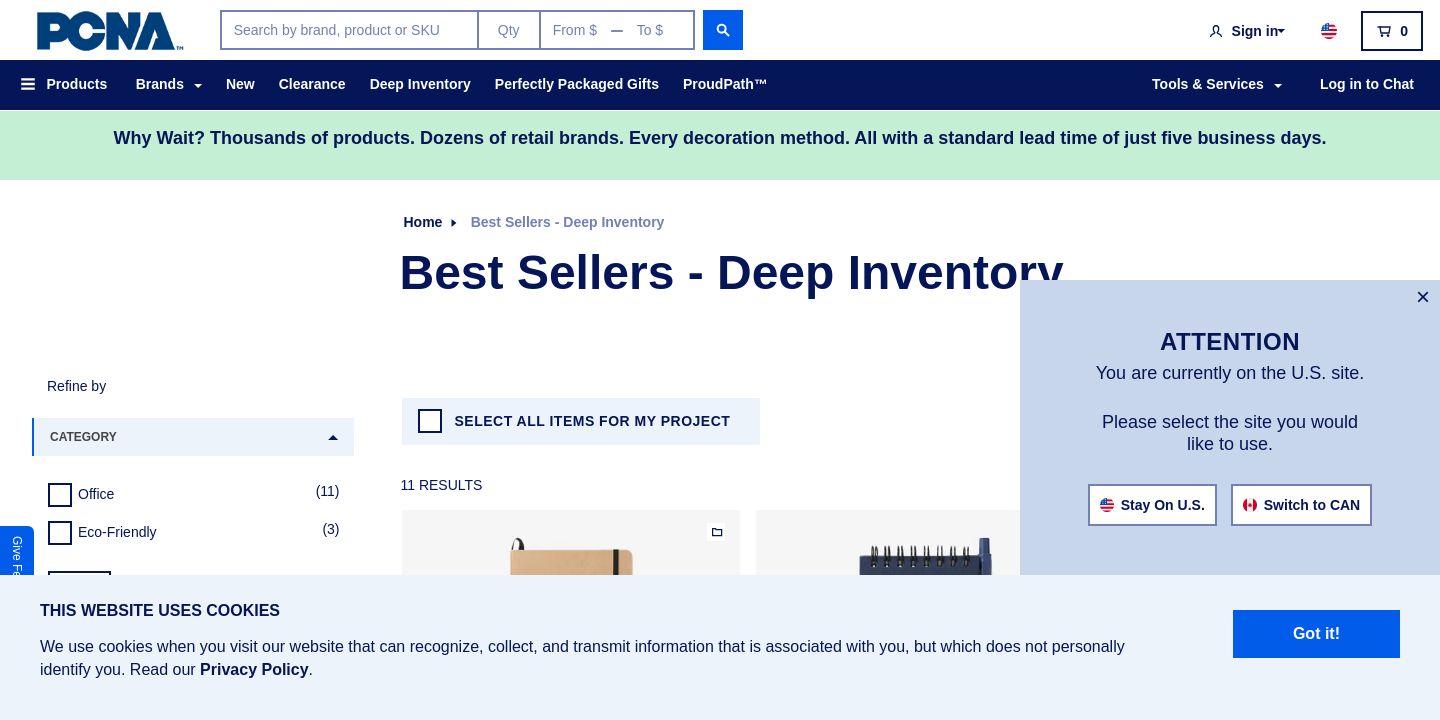 PCNA™
Search by brand, product or SKU
Qty
From $ — To $
Sign in
0
Products
Brands
New
Clearance
Deep Inventory
Perfectly Packaged Gifts
ProudPath™
Tools & Services
Log in to Chat
Why Wait? Thousands of products. Dozens of retail brands. Every decoration method. All with a standard lead time of just five business days.
Home
Best Sellers - Deep Inventory
Best Sellers - Deep Inventory
×
ATTENTION
You are currently on the U.S. site.
Please select the site you would
like to use.
Stay On U.S.
Switch to CAN
Refine by
CATEGORY
Office (11)
Eco-Friendly (3)
SELECT ALL ITEMS FOR MY PROJECT
11 RESULTS
Give
THIS WEBSITE USES COOKIES
We use cookies when you visit our website that can recognize, collect, and transmit information that is associated with you, but which does not personally
identify you. Read our Privacy Policy.
Got it!